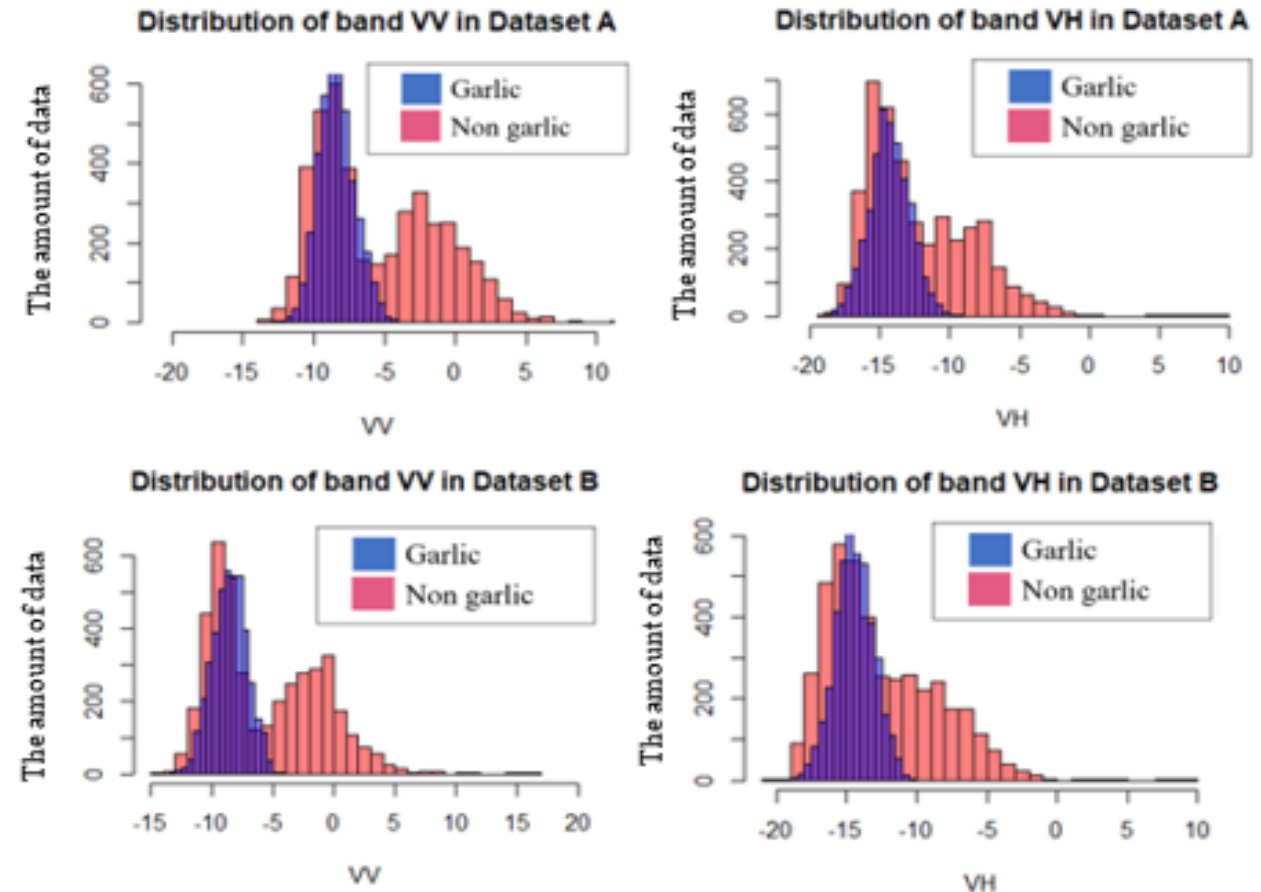 Distribution of band VV in Dataset A
The amount of data
600
400
200
0
Garlic
Non garlic
-20 -15 -10 -5 0 5 10
VV
Distribution of band VH in Dataset A
The amount of data
600
400
200
0
Garlic
Non garlic
-20 -15 -10 -5 0 5 10
VH
Distribution of band VV in Dataset B
The amount of data
600
400
200
0
Garlic
Non garlic
-15 -10 -5 0 5 10 15 20
VV
Distribution of band VH in Dataset B
The amount of data
600
400
200
0
Garlic
Non garlic
-20 -15 -10 -5 0 5 10
VH